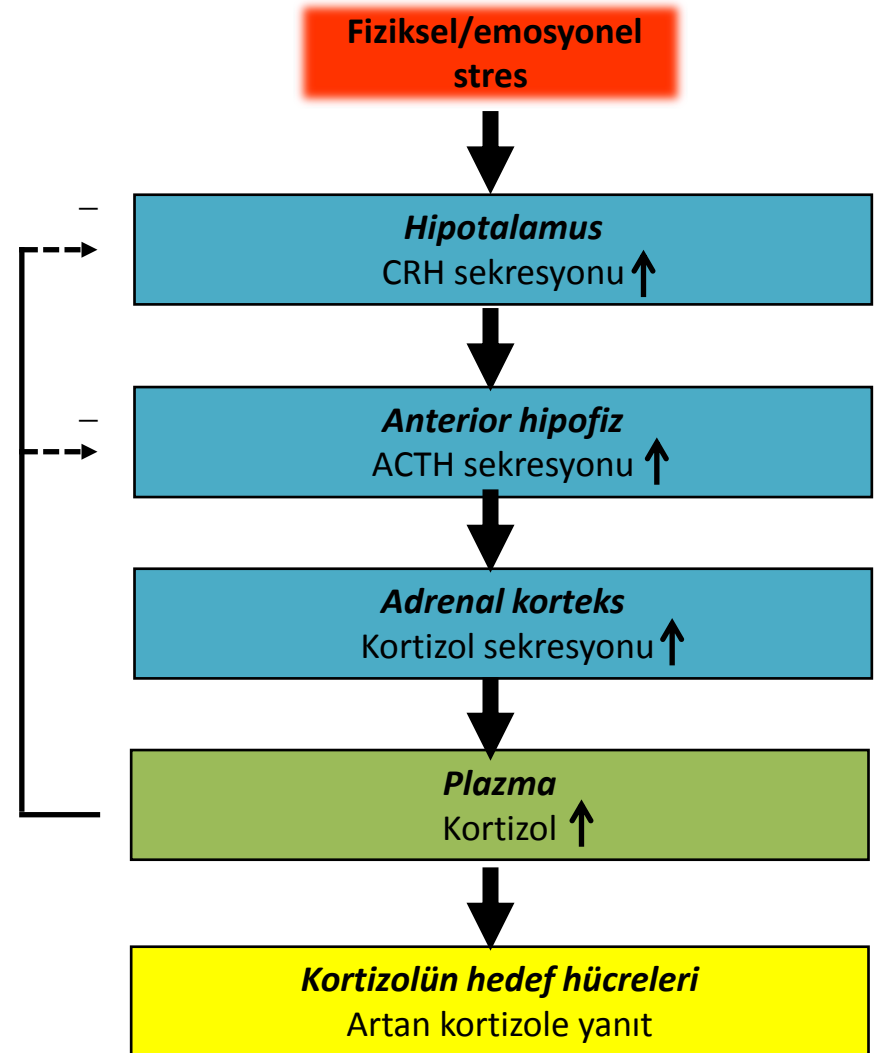 Fiziksel/emosyonel
stres
–
Hipotalamus
CRH sekresyonu ↑
–
Anterior hipofiz
ACTH sekresyonu ↑
Adrenal korteks
Kortizol sekresyonu ↑
Plazma
Kortizol ↑
Kortizolün hedef hücreleri
Artan kortizole yanıt